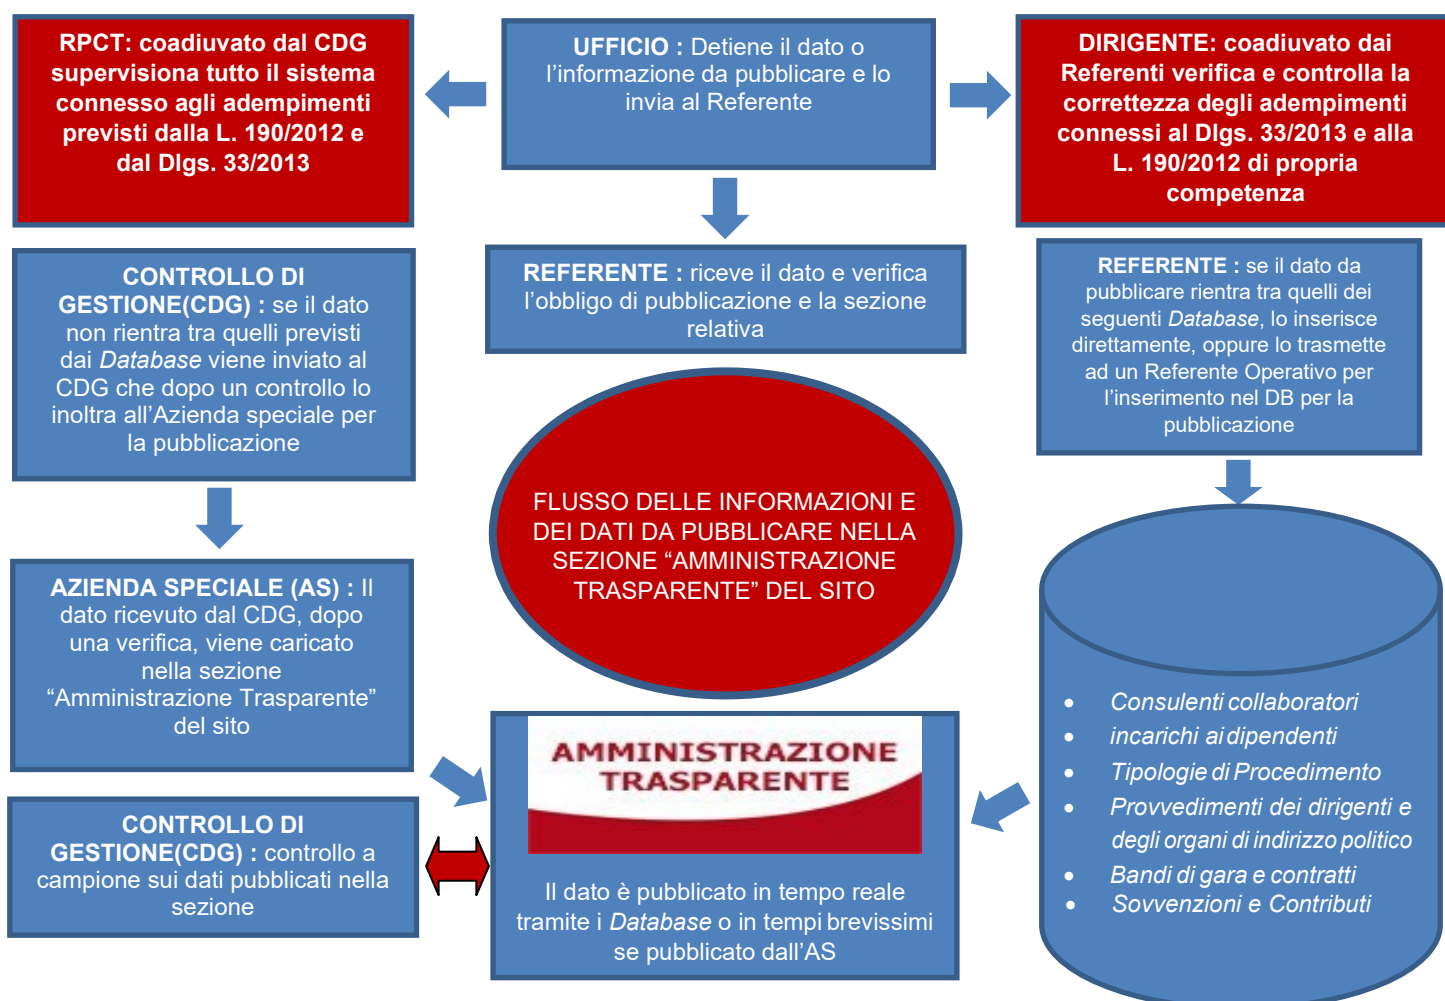 RPCT: coadiuvato dal CDG
supervisiona tutto il sistema
connesso agli adempimenti
previsti dalla L. 190/2012 e
dal Dlgs. 33/2013
UFFICIO : Detiene il dato o
l’informazione da pubblicare e lo
invia al Referente
DIRIGENTE: coadiuvato dai
Referenti verifica e controlla la
correttezza degli adempimenti
connessi al Dlgs. 33/2013 e alla
L. 190/2012 di propria
competenza
CONTROLLO DI
GESTIONE(CDG) : se il dato
non rientra tra quelli previsti
dai Database viene inviato al
CDG che dopo un controllo lo
inoltra all’Azienda speciale per
la pubblicazione
REFERENTE : riceve il dato e verifica
l’obbligo di pubblicazione e la sezione
relativa
REFERENTE : se il dato da
pubblicare rientra tra quelli dei
seguenti Database, lo inserisce
direttamente, oppure lo trasmette
ad un Referente Operativo per
l’inserimento nel DB per la
pubblicazione
FLUSSO DELLE INFORMAZIONI E
DEI DATI DA PUBBLICARE NELLA
SEZIONE “AMMINISTRAZIONE
TRASPARENTE” DEL SITO
AZIENDA SPECIALE (AS) : Il
dato ricevuto dal CDG, dopo
una verifica, viene caricato
nella sezione
“Amministrazione Trasparente”
del sito
• Consulenti collaboratori
• incarichi ai dipendenti
• Tipologie di Procedimento
• Provvedimenti dei dirigenti e
degli organi di indirizzo politico
• Bandi di gara e contratti
• Sovvenzioni e Contributi
AMMINISTRAZIONE
TRASPARENTE
Il dato è pubblicato in tempo reale
tramite i Database o in tempi brevissimi
se pubblicato dall’AS
CONTROLLO DI
GESTIONE(CDG) : controllo a
campione sui dati pubblicati nella
sezione